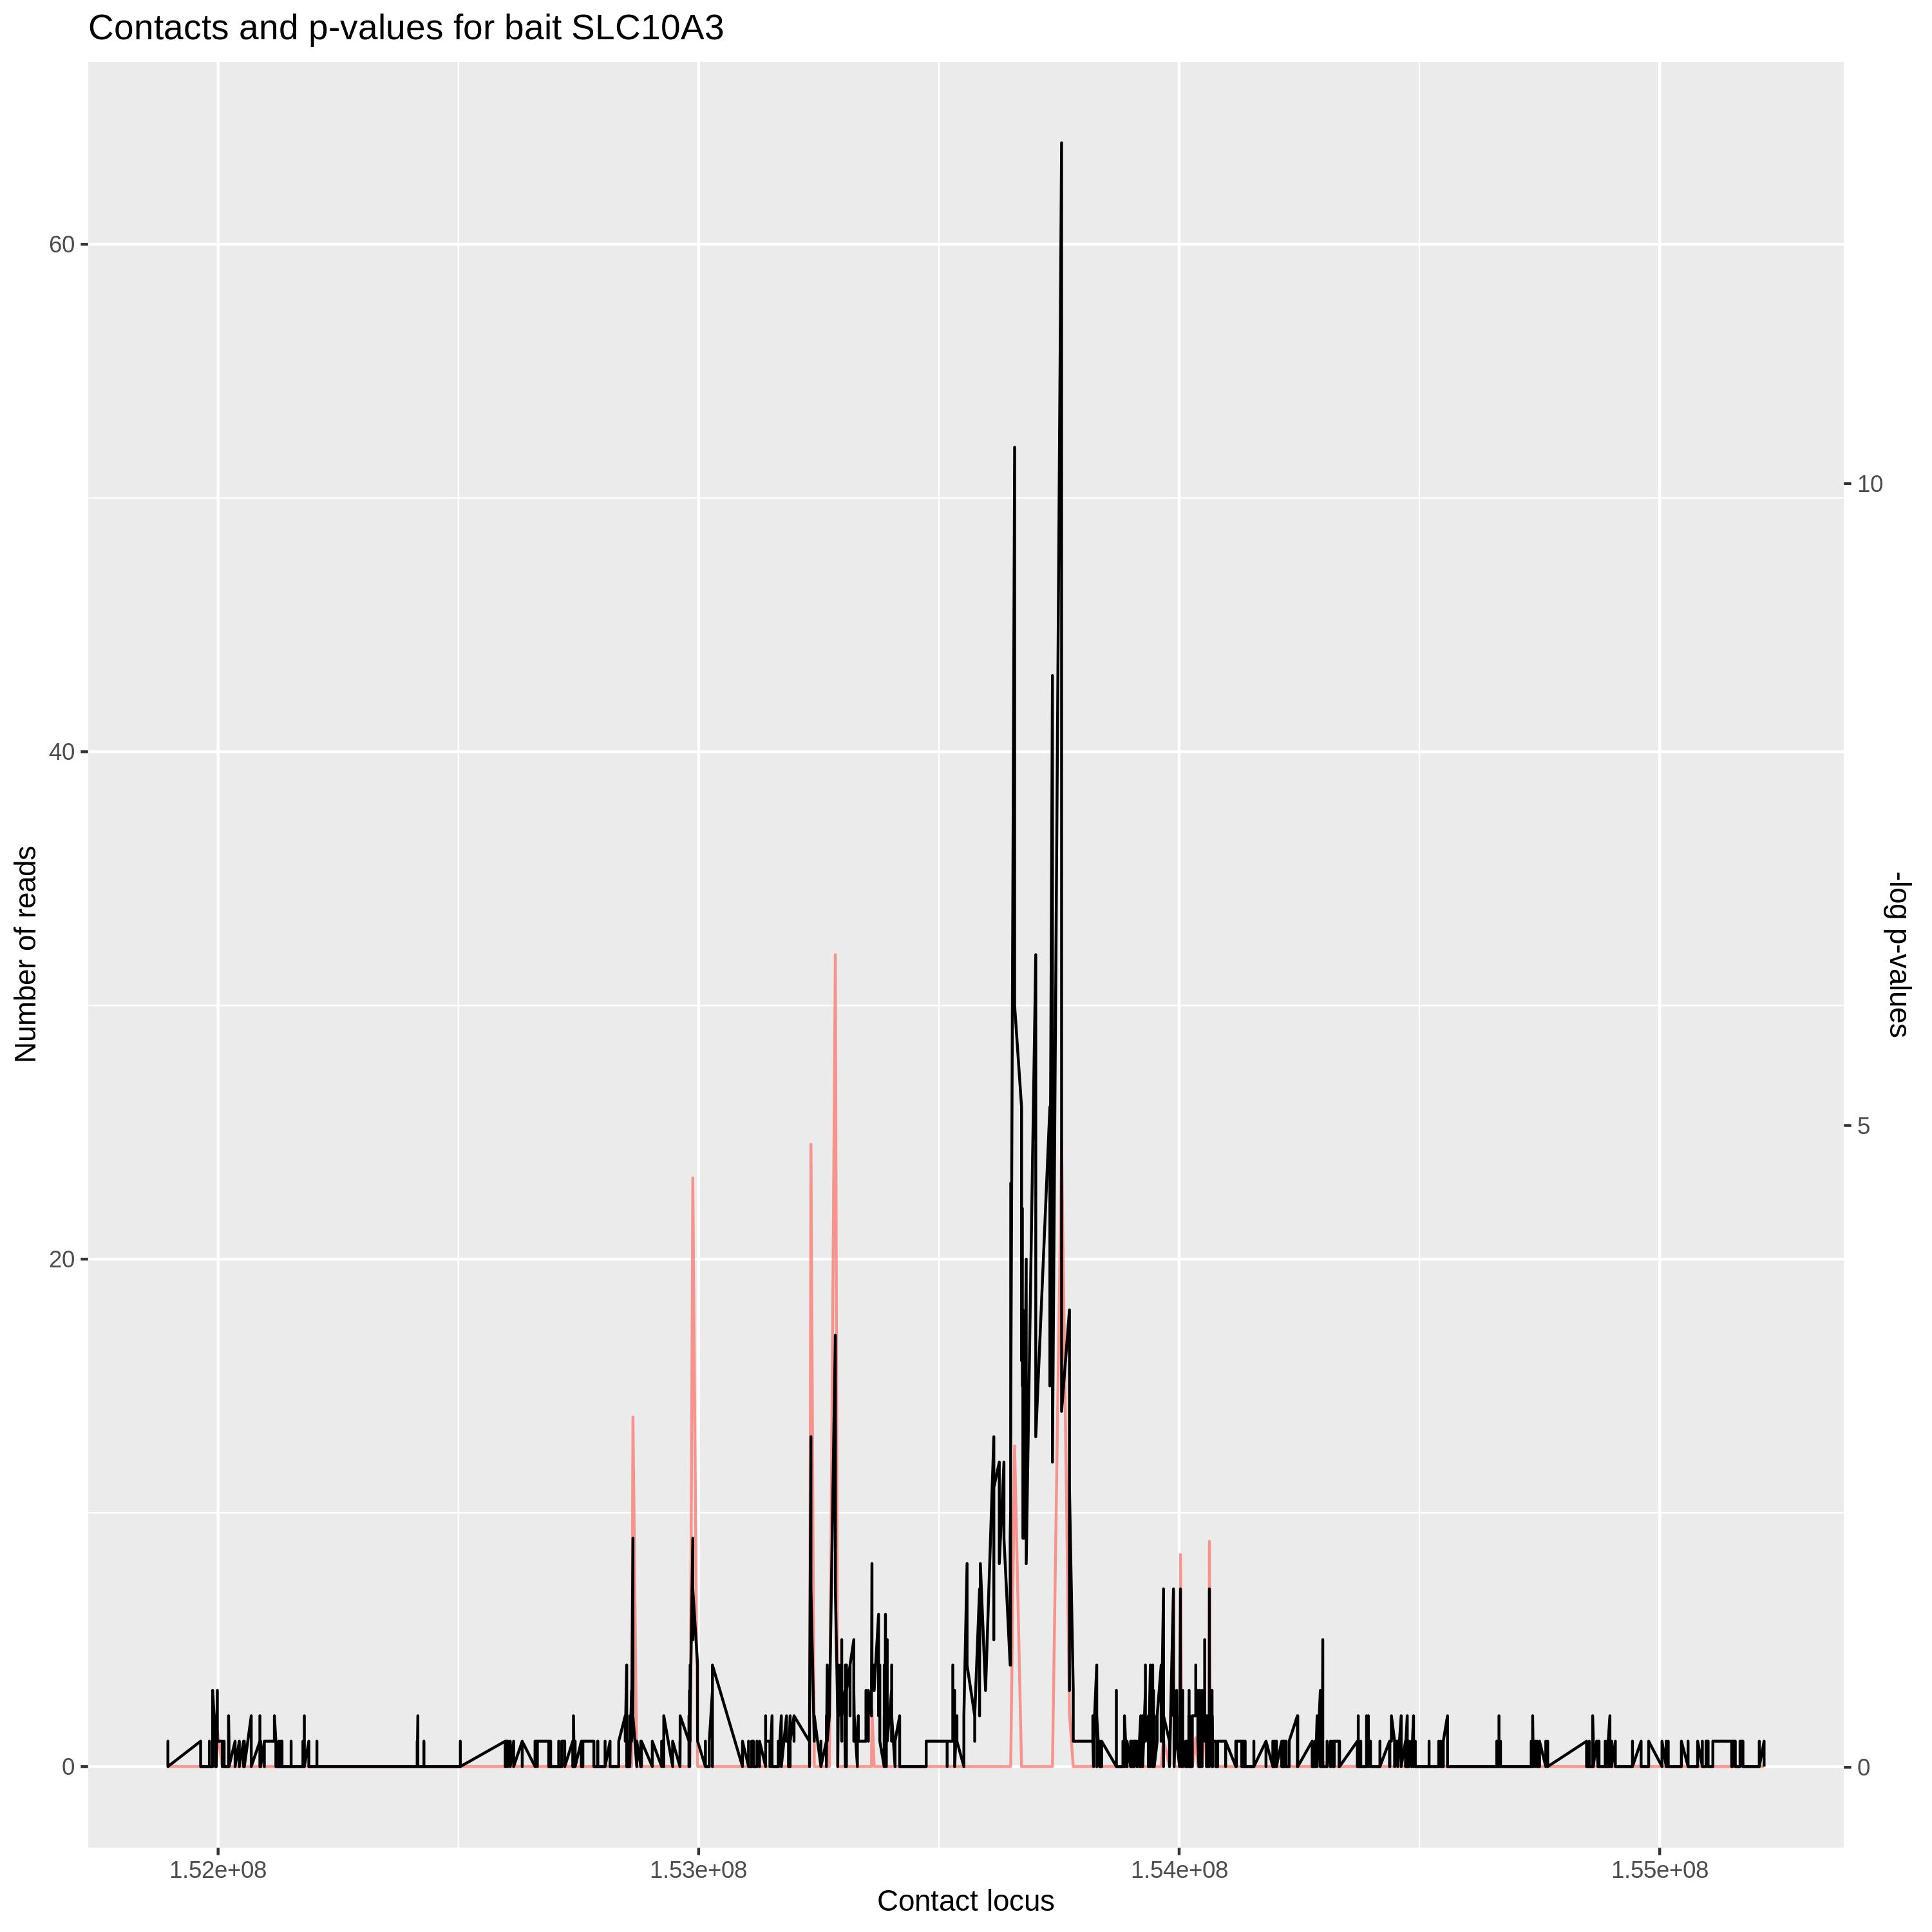 Contacts and p-values for bait SLC10A3
60
40
20
0
Number of reads
10
5
0
-log p-values
1.52e+08
1.53e+08
1.54e+08
1.55e+08
Contact locus